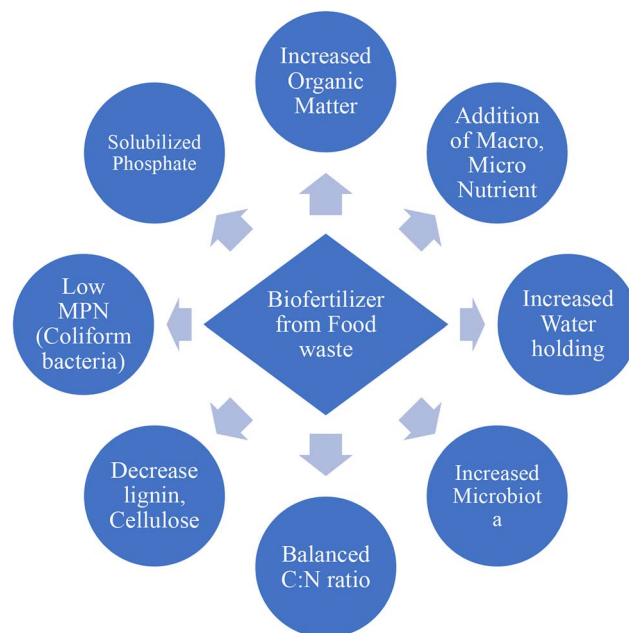 Increased
Organic
Matter
Solubilized
Phosphate
Addition
of Macro,
Micro
Nutrient
Low
MPN
(Coliform
bacteria)
Biofertilizer
from Food
waste
Increased
Water
holding
Decrease
lignin,
Cellulose
Increased
Microbiot
a
Balanced
C:N ratio